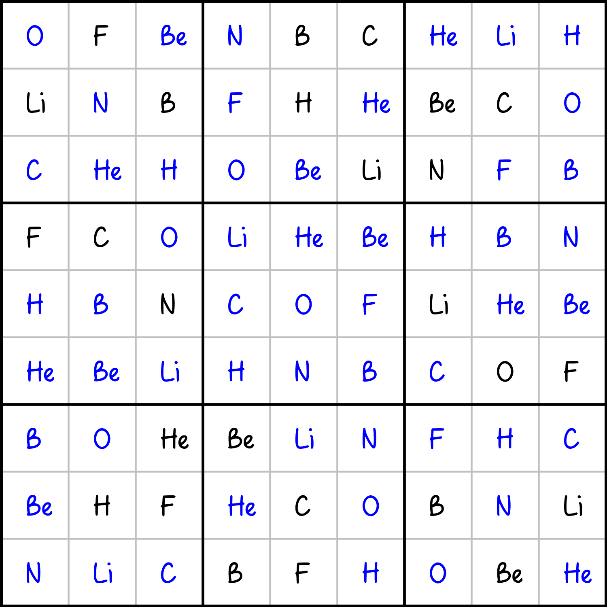 O F Be N B C He Li H
Li N B F H He Be C O
C He H O Be Li N F B
F C O Li He Be H B N
H B N C O F Li He Be
He Be Li H N B C O F
B O He Be Li N F H C
Be H F He C O B N Li
N Li C B F H O Be He